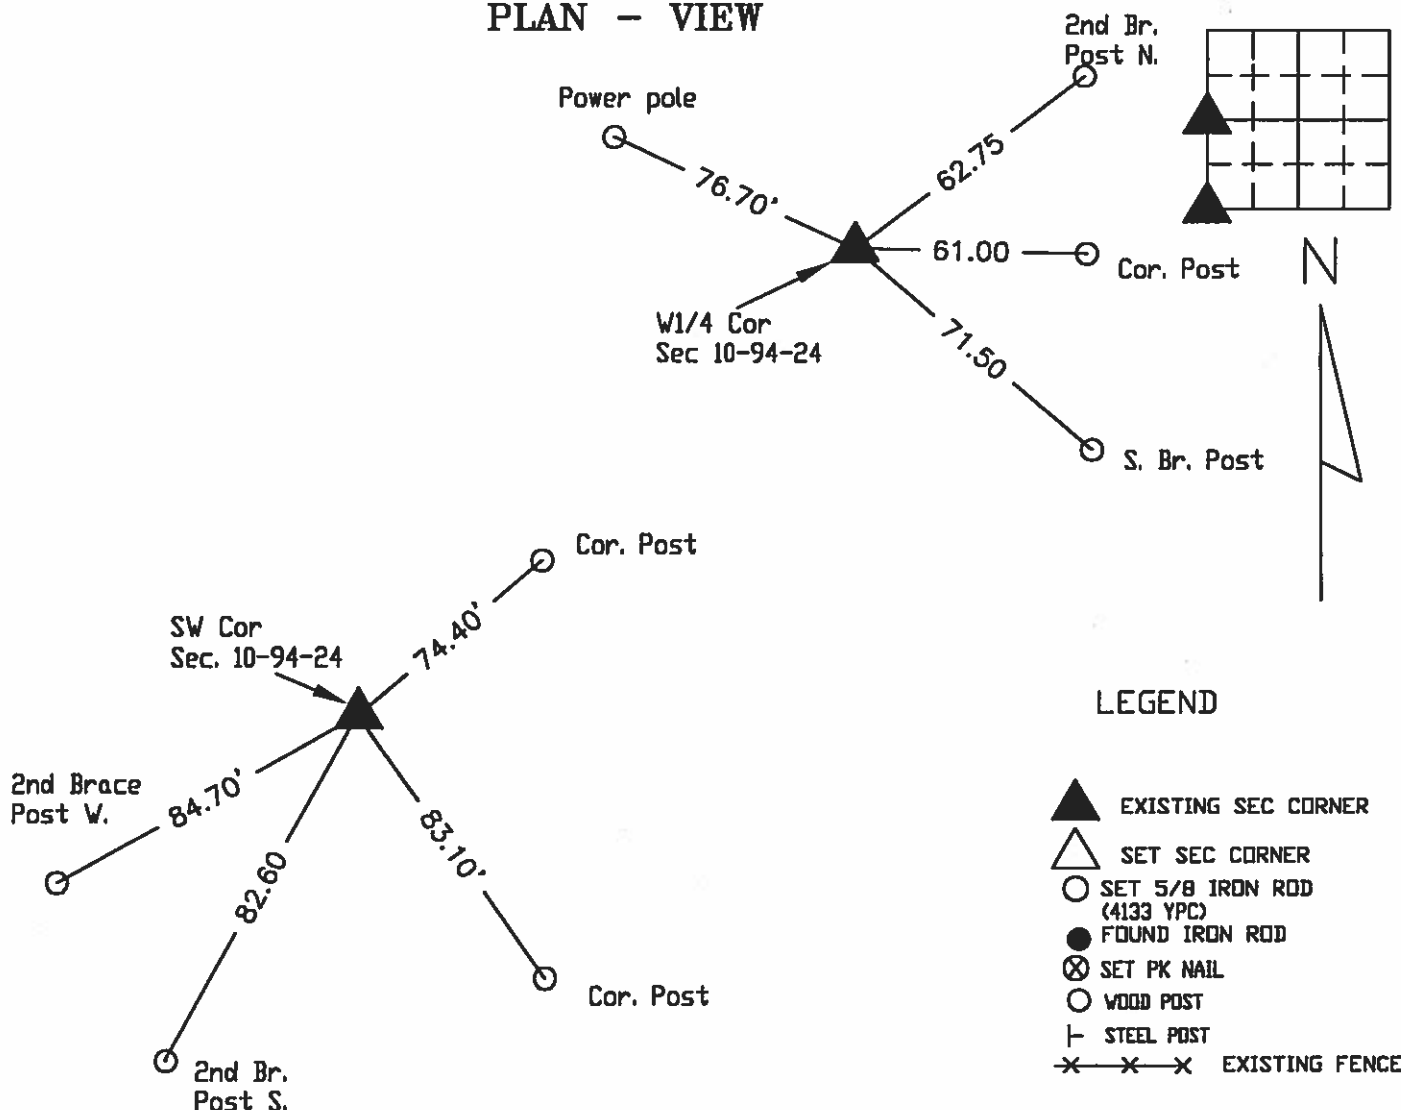 PLAN - VIEW
2nd Br.
Post N.
Power pole
76.70'
62.75
61.00
Cor. Post
N
W1/4 Cor
Sec 10-94-24
71.50
S. Br. Post
Cor. Post
SW Cor
Sec. 10-94-24
74.40'
2nd Brace
Post W.
84.70'
82.60
83.10'
Cor. Post
2nd Br.
Post S.
LEGEND
EXISTING SEC CORNER
SET SEC CORNER
SET 5/8 IRON ROD
(4133 YPC)
FOUND IRON ROD
SET PK NAIL
WOOD POST
STEEL POST
EXISTING FENCE